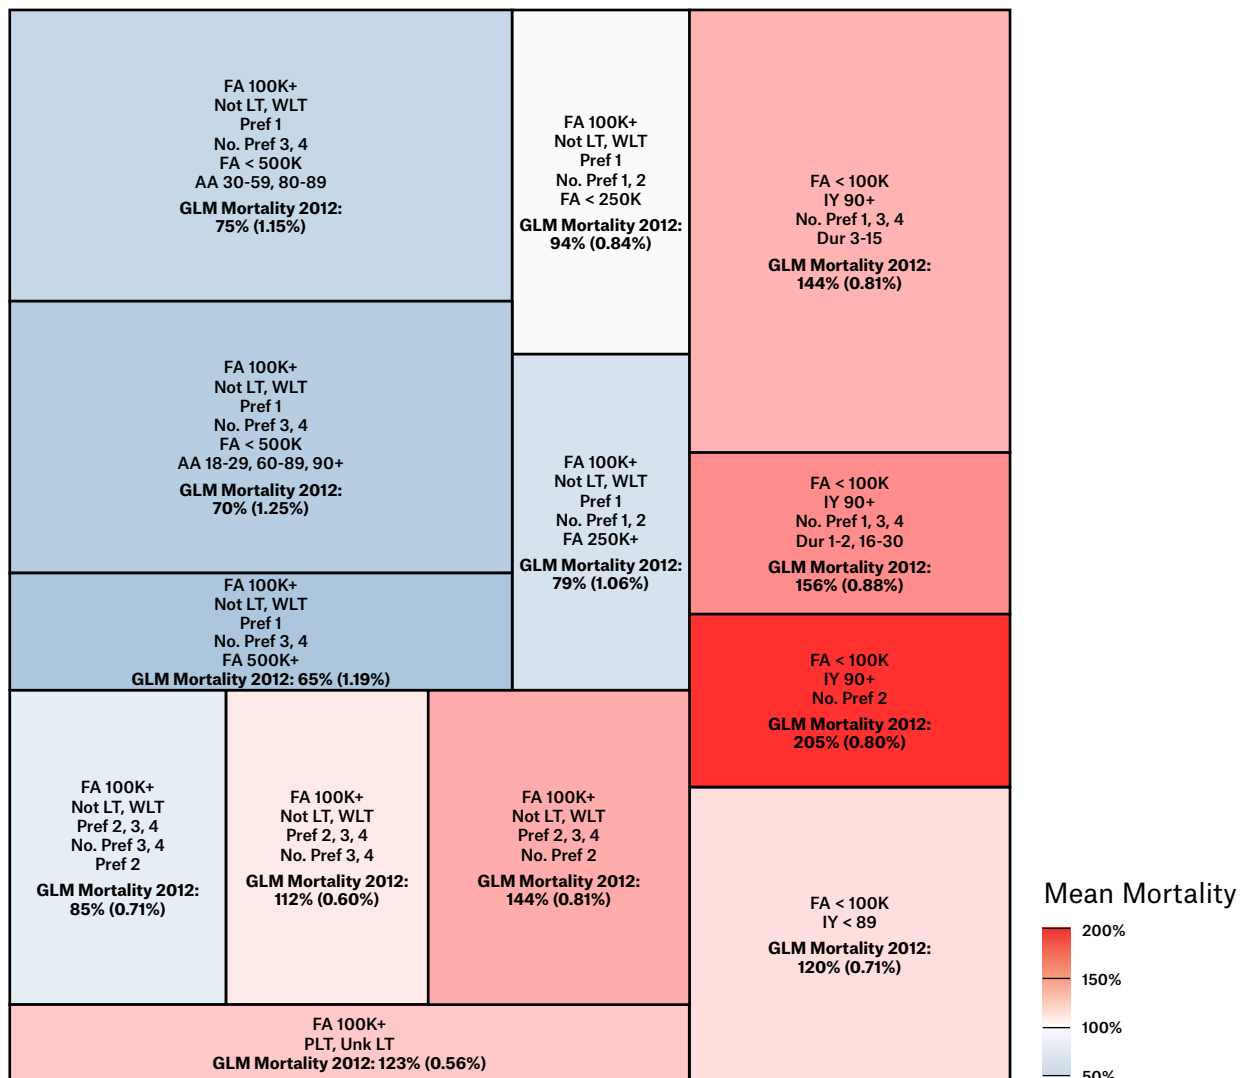 FA 100K+
Not LT, WLT
Pref 1
No. Pref 3, 4
FA < 500K
AA 30-59, 80-89
GLM Mortality 2012:
75% (1.15%)
FA 100K+
Not LT, WLT
Pref 1
No. Pref 1, 2
FA < 250K
GLM Mortality 2012:
94% (0.84%)
FA < 100K
IY 90+
No. Pref 1, 3, 4
Dur 3-15
GLM Mortality 2012:
144% (0.81%)
FA 100K+
Not LT, WLT
Pref 1
No. Pref 3, 4
FA < 500K
AA 18-29, 60-89, 90+
GLM Mortality 2012:
70% (1.25%)
FA 100K+
Not LT, WLT
Pref 1
No. Pref 1, 2
FA 250K+
GLM Mortality 2012:
79% (1.06%)
FA < 100K
IY 90+
No. Pref 1, 3, 4
Dur 1-2, 16-30
GLM Mortality 2012:
156% (0.88%)
FA 100K+
Not LT, WLT
Pref 1
No. Pref 3, 4
FA 500K+
GLM Mortality 2012: 65% (1.19%)
FA < 100K
IY 90+
No. Pref 2
GLM Mortality 2012:
205% (0.80%)
FA 100K+
Not LT, WLT
Pref 2, 3, 4
No. Pref 3, 4
Pref 2
GLM Mortality 2012:
85% (0.71%)
FA 100K+
Not LT, WLT
Pref 2, 3, 4
No. Pref 3, 4
GLM Mortality 2012:
112% (0.60%)
FA 100K+
Not LT, WLT
Pref 2, 3, 4
No. Pref 2
GLM Mortality 2012:
144% (0.81%)
FA < 100K
IY < 89
GLM Mortality 2012:
120% (0.71%)
FA 100K+
PLT, Unk LT
GLM Mortality 2012: 123% (0.56%)
Mean Mortality
200%
150%
100%
50%